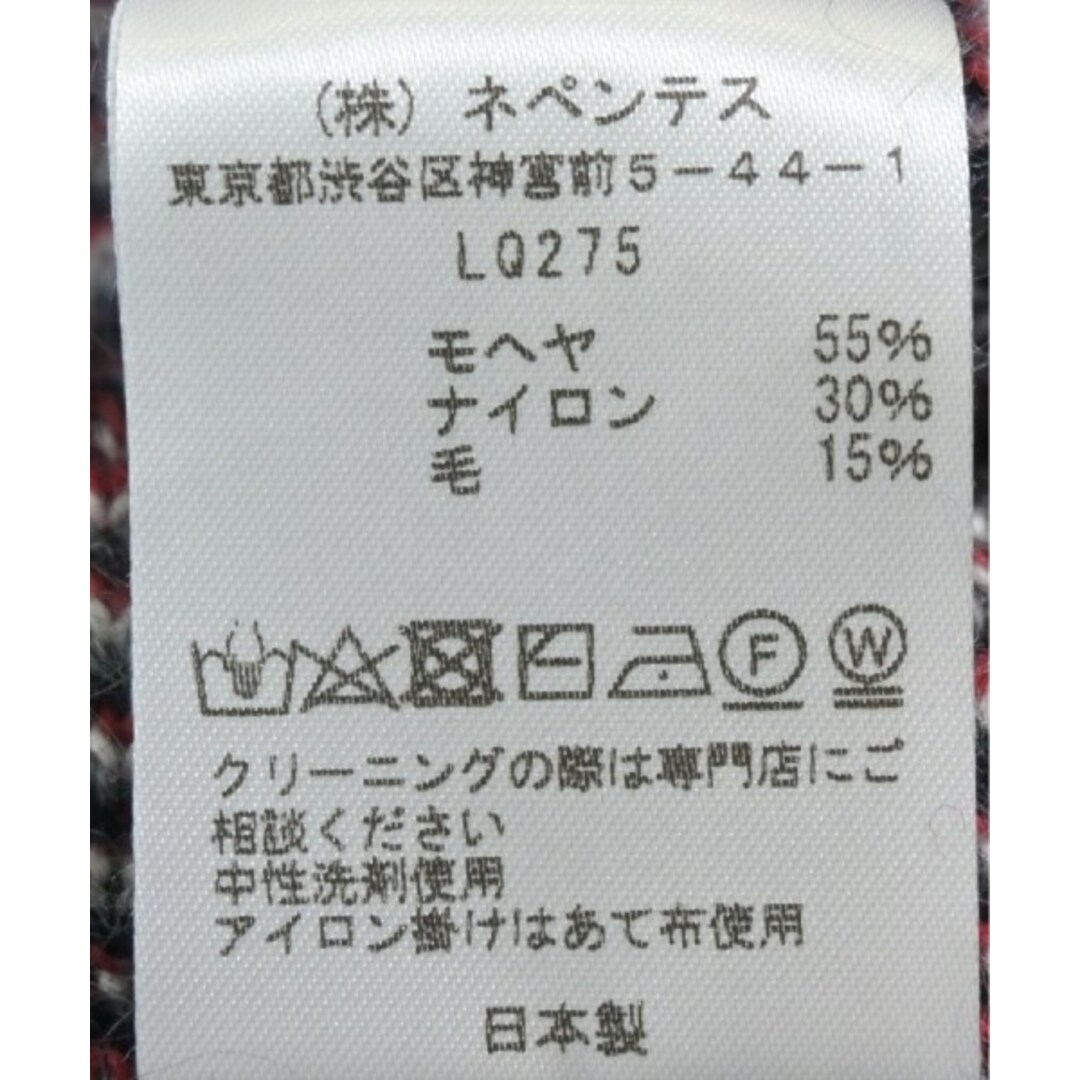 (株) ネペンテス
東京都渋谷区神宮前5-44-1
LQ275
モヘヤ 55%
ナイロン 30%
毛 15%
F W
クリーニングの際は専門店にご
相談ください
中性洗剤使用
アイロン掛けはあて布使用
日本製